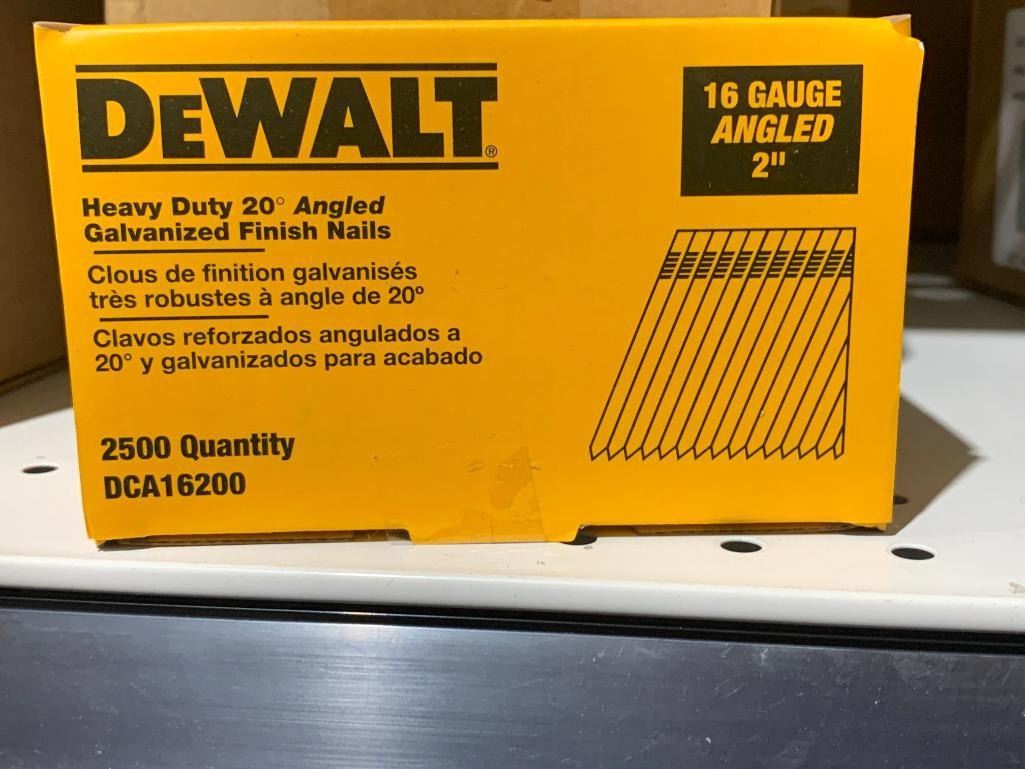 DEWALT®
16 GAUGE
ANGLED
2"
Heavy Duty 20° Angled
Galvanized Finish Nails
Clous de finition galvanisés
très robustes à angle de 20º
Clavos reforzados angulados a
20° y galvanizados para acabado
2500 Quantity
DCA16200